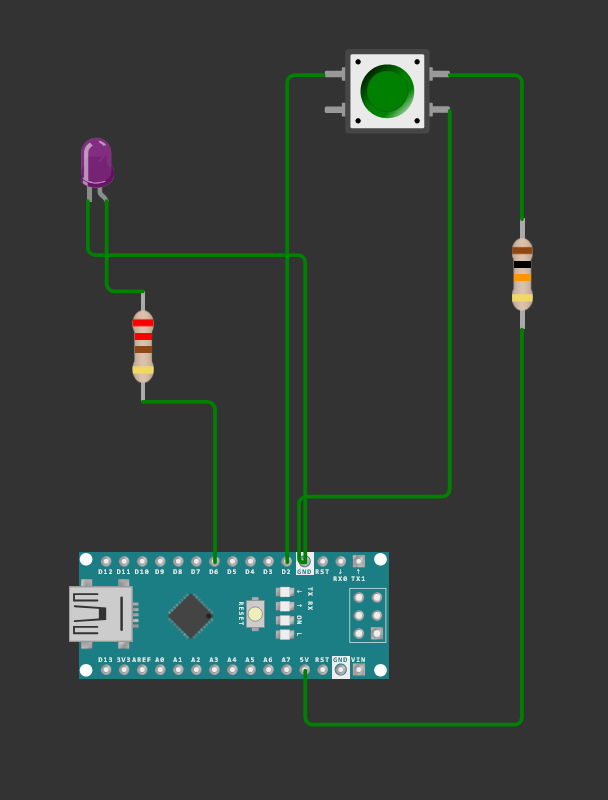 D12 D11 D10 D9 D8 D7 D6 D5 D4 D3 D2 GND RST ↓ ↑
RX0 TX1
RESET
↓ TX
↑ RX
ON
L
D13 3V3 AREF A0 A1 A2 A3 A4 A5 A6 A7 5V RST GND VIN